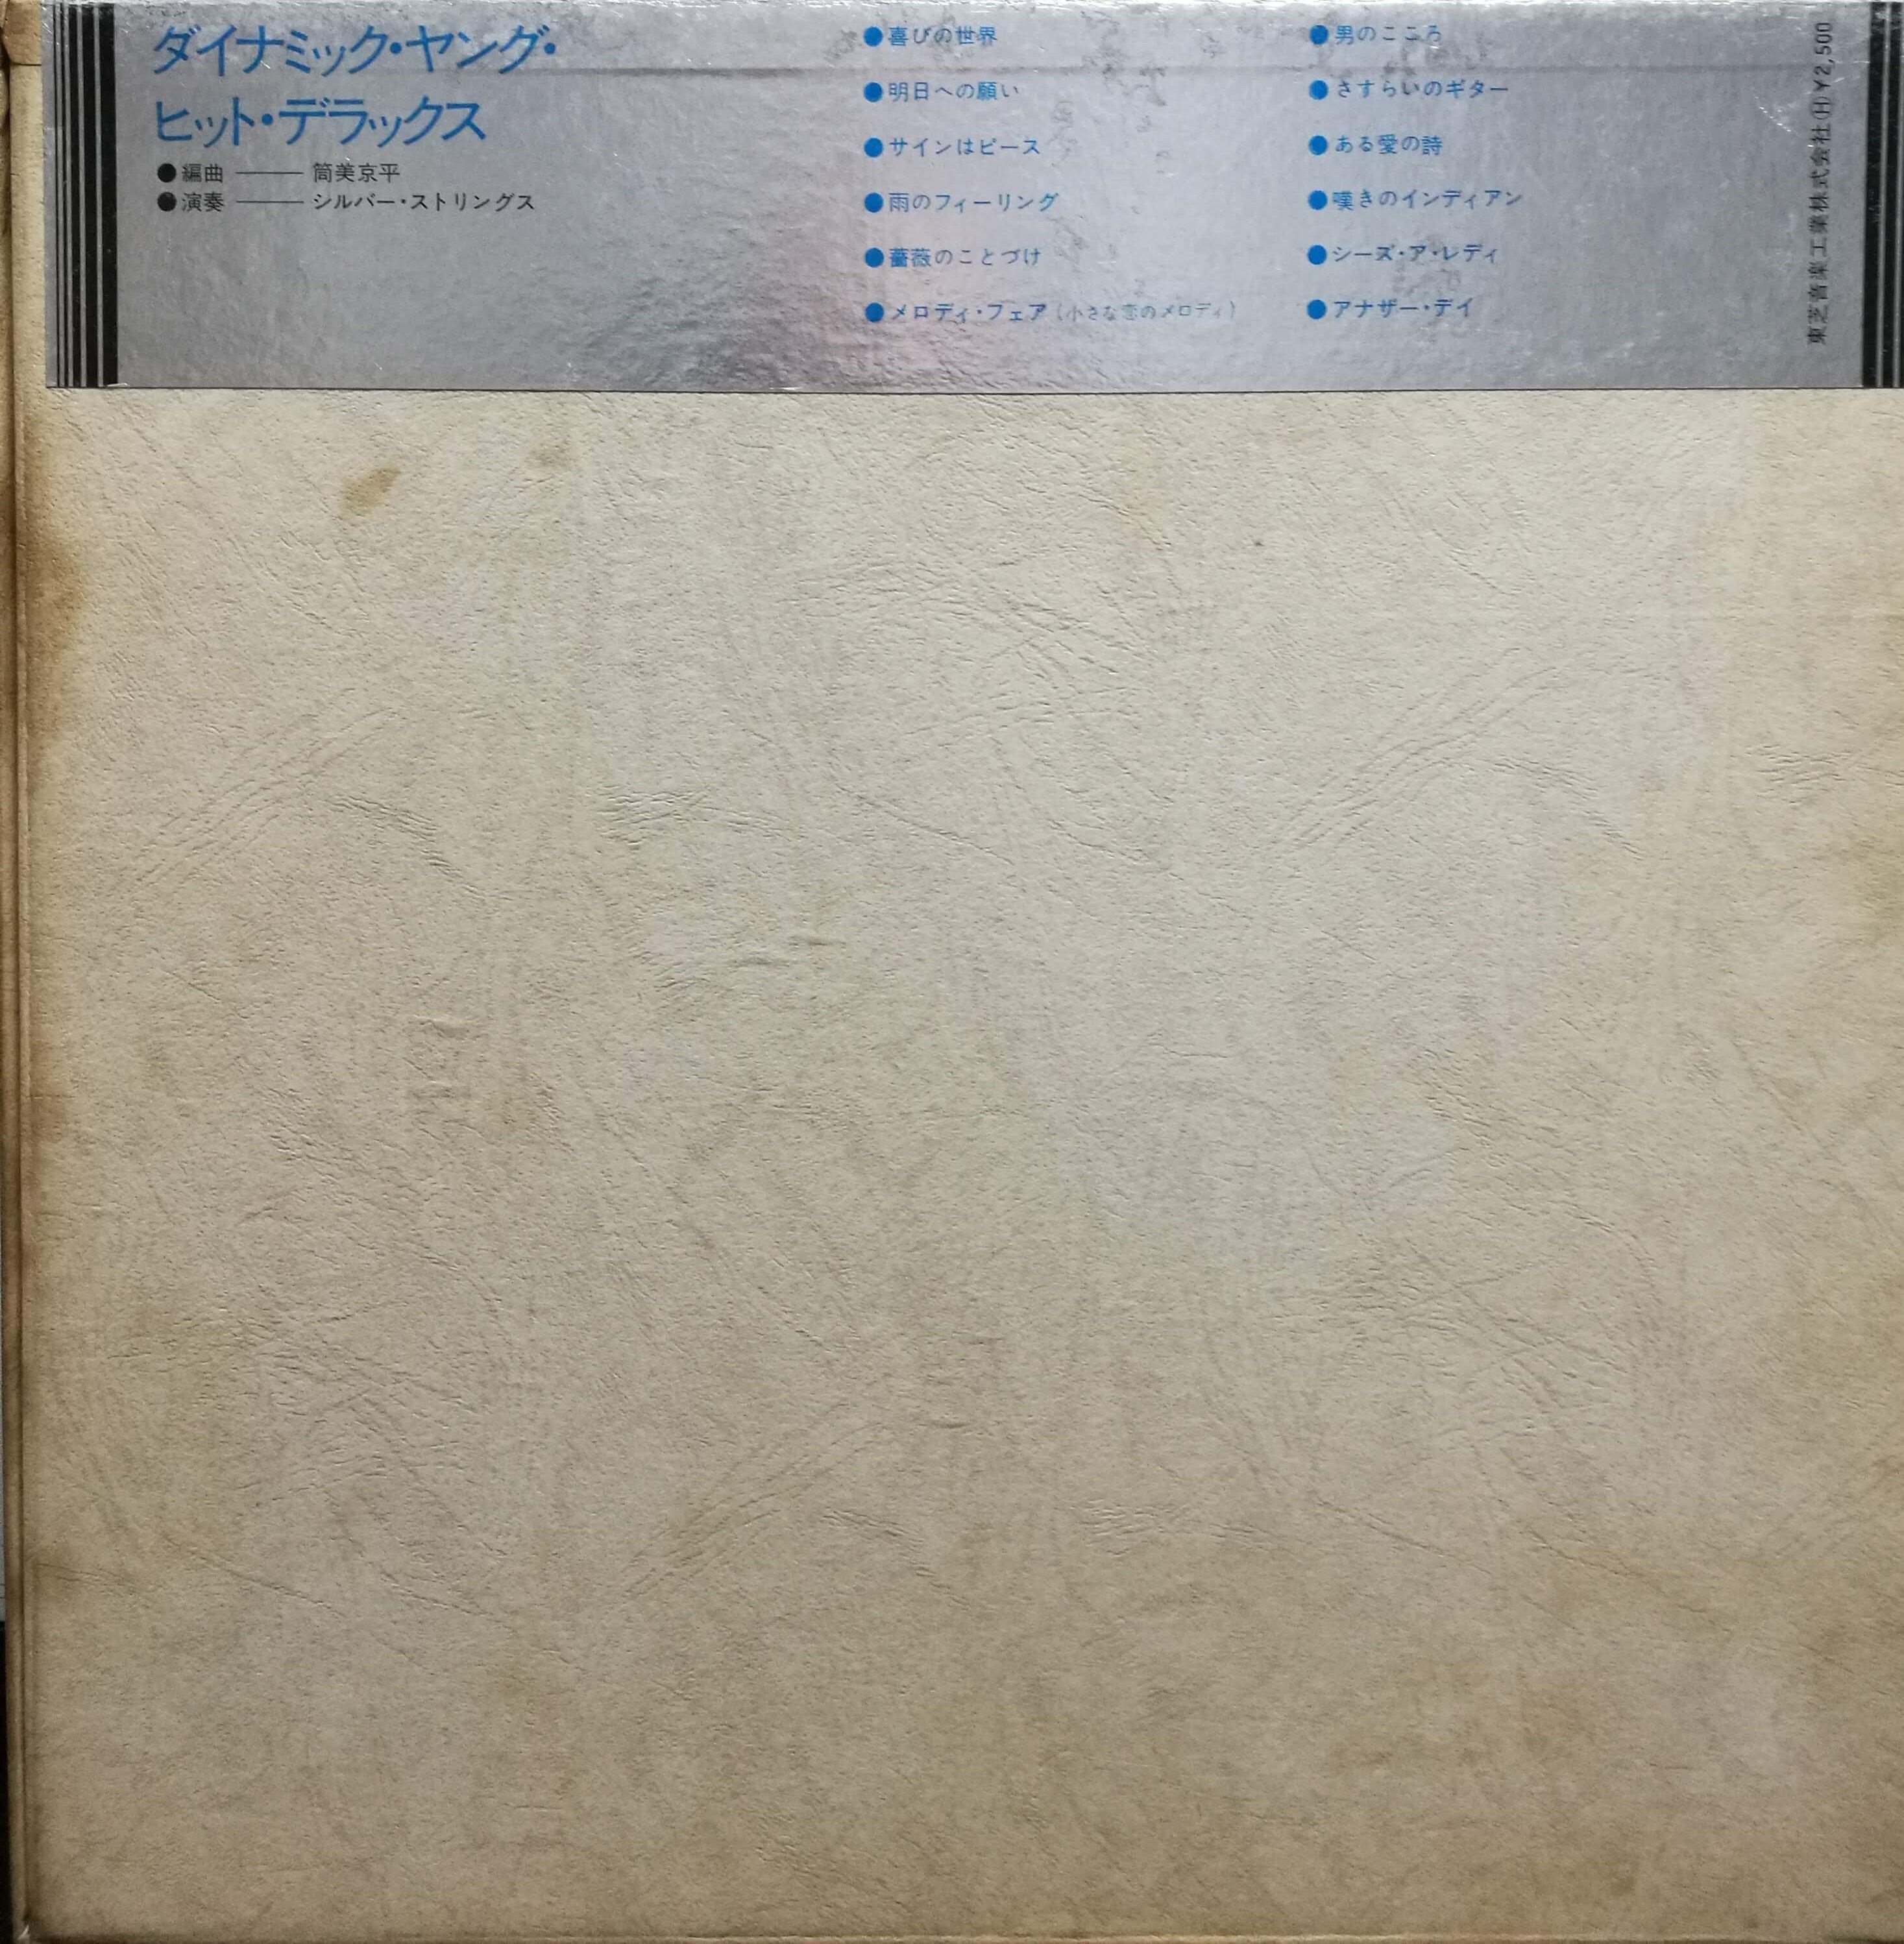 ダイナミック・ヤング・
ヒット・デラックス
●編曲 ――― 筒美京平
●演奏 ――― シルバー・ストリングス
●喜びの世界
●明日への願い
●サインはピース
●雨のフィーリング
●薔薇のことづけ
●メロディ・フェア(小さな恋のメロディ)
●男のこころ
●さすらいのギター
●ある愛の詩
●嘆きのインディアン
●シーズ・ア・レディ
●アナザー・デイ
東芝音楽工業株式会社Ⓗ¥2,500